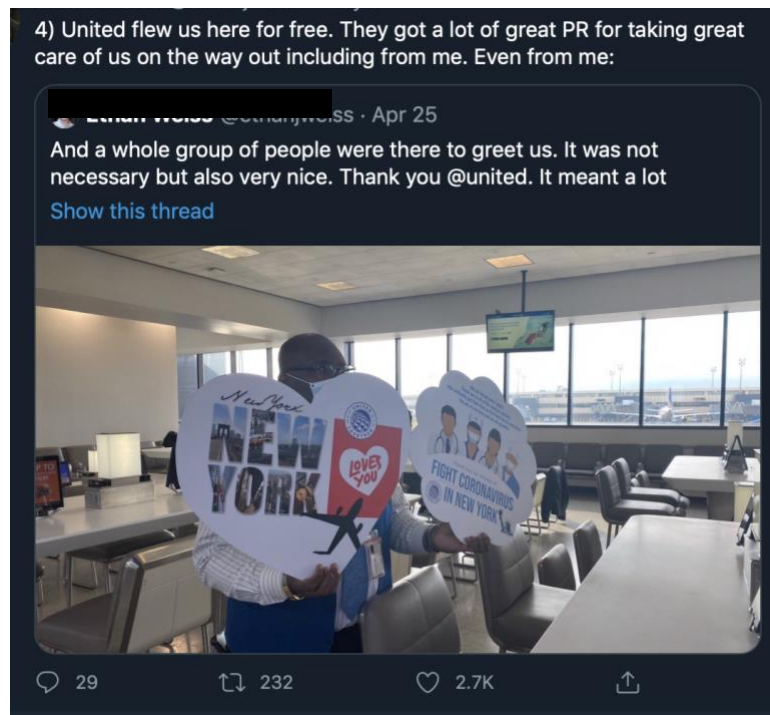 4) United flew us here for free. They got a lot of great PR for taking great
care of us on the way out including from me. Even from me:
ss · Apr 25
And a whole group of people were there to greet us. It was not
necessary but also very nice. Thank you @united. It meant a lot
Show this thread
New York
NEW
YORK
LOVES
YOU
FIGHT CORONAVIRUS
IN NEW YORK
29
232
2.7K